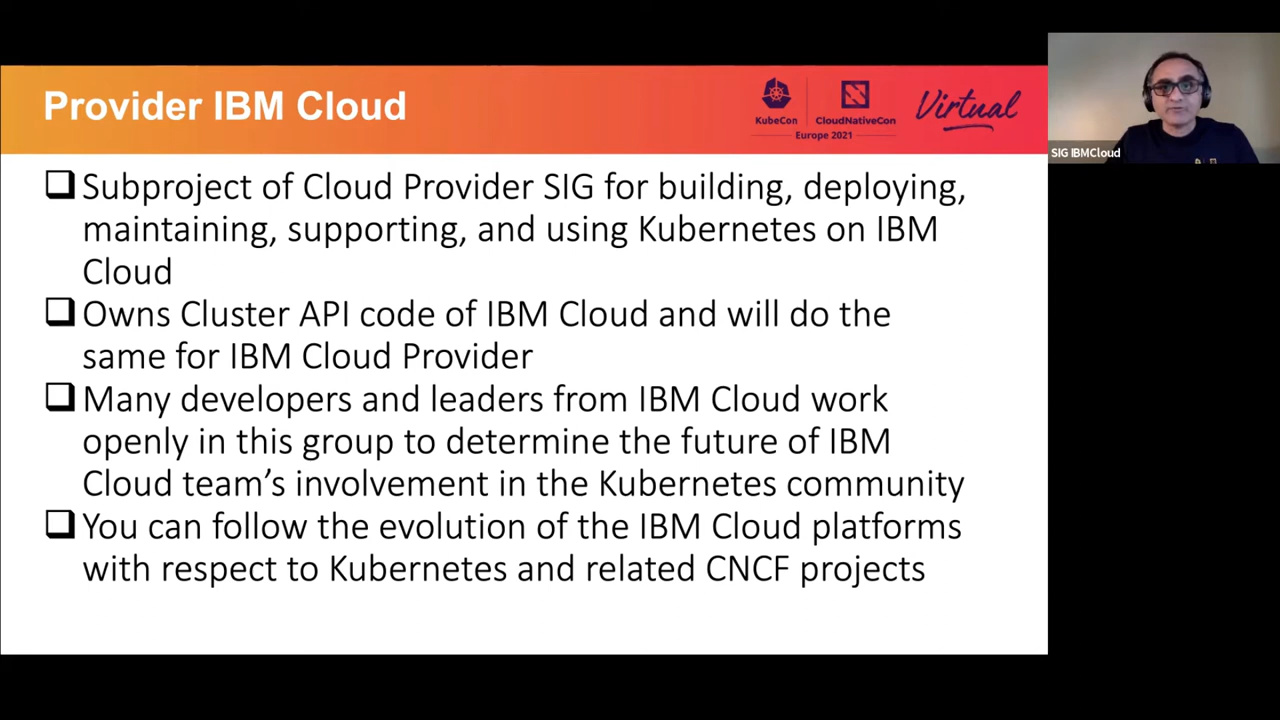 Provider IBM Cloud
KubeCon
CloudNativeCon
Europe 2021
Virtual
SIG IBMCloud
Subproject of Cloud Provider SIG for building, deploying,
maintaining, supporting, and using Kubernetes on IBM
Cloud
Owns Cluster API code of IBM Cloud and will do the
same for IBM Cloud Provider
Many developers and leaders from IBM Cloud work
openly in this group to determine the future of IBM
Cloud team’s involvement in the Kubernetes community
You can follow the evolution of the IBM Cloud platforms
with respect to Kubernetes and related CNCF projects